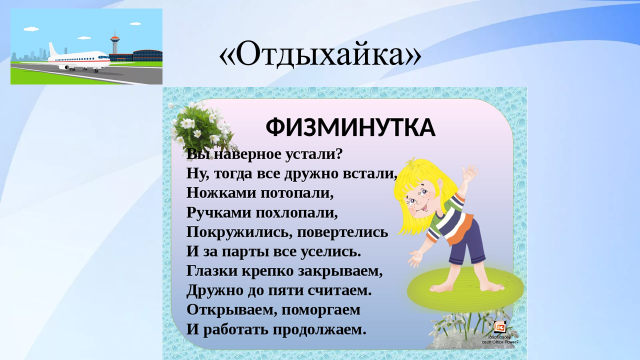 «Отдыхайка»
ФИЗМИНУТКА
Вы наверное устали?
Ну, тогда все дружно встали,
Ножками потопали,
Ручками похлопали,
Покружились, повертелись
И за парты все уселись.
Глазки крепко закрываем,
Дружно до пяти считаем.
Открываем, поморгаем
И работать продолжаем.